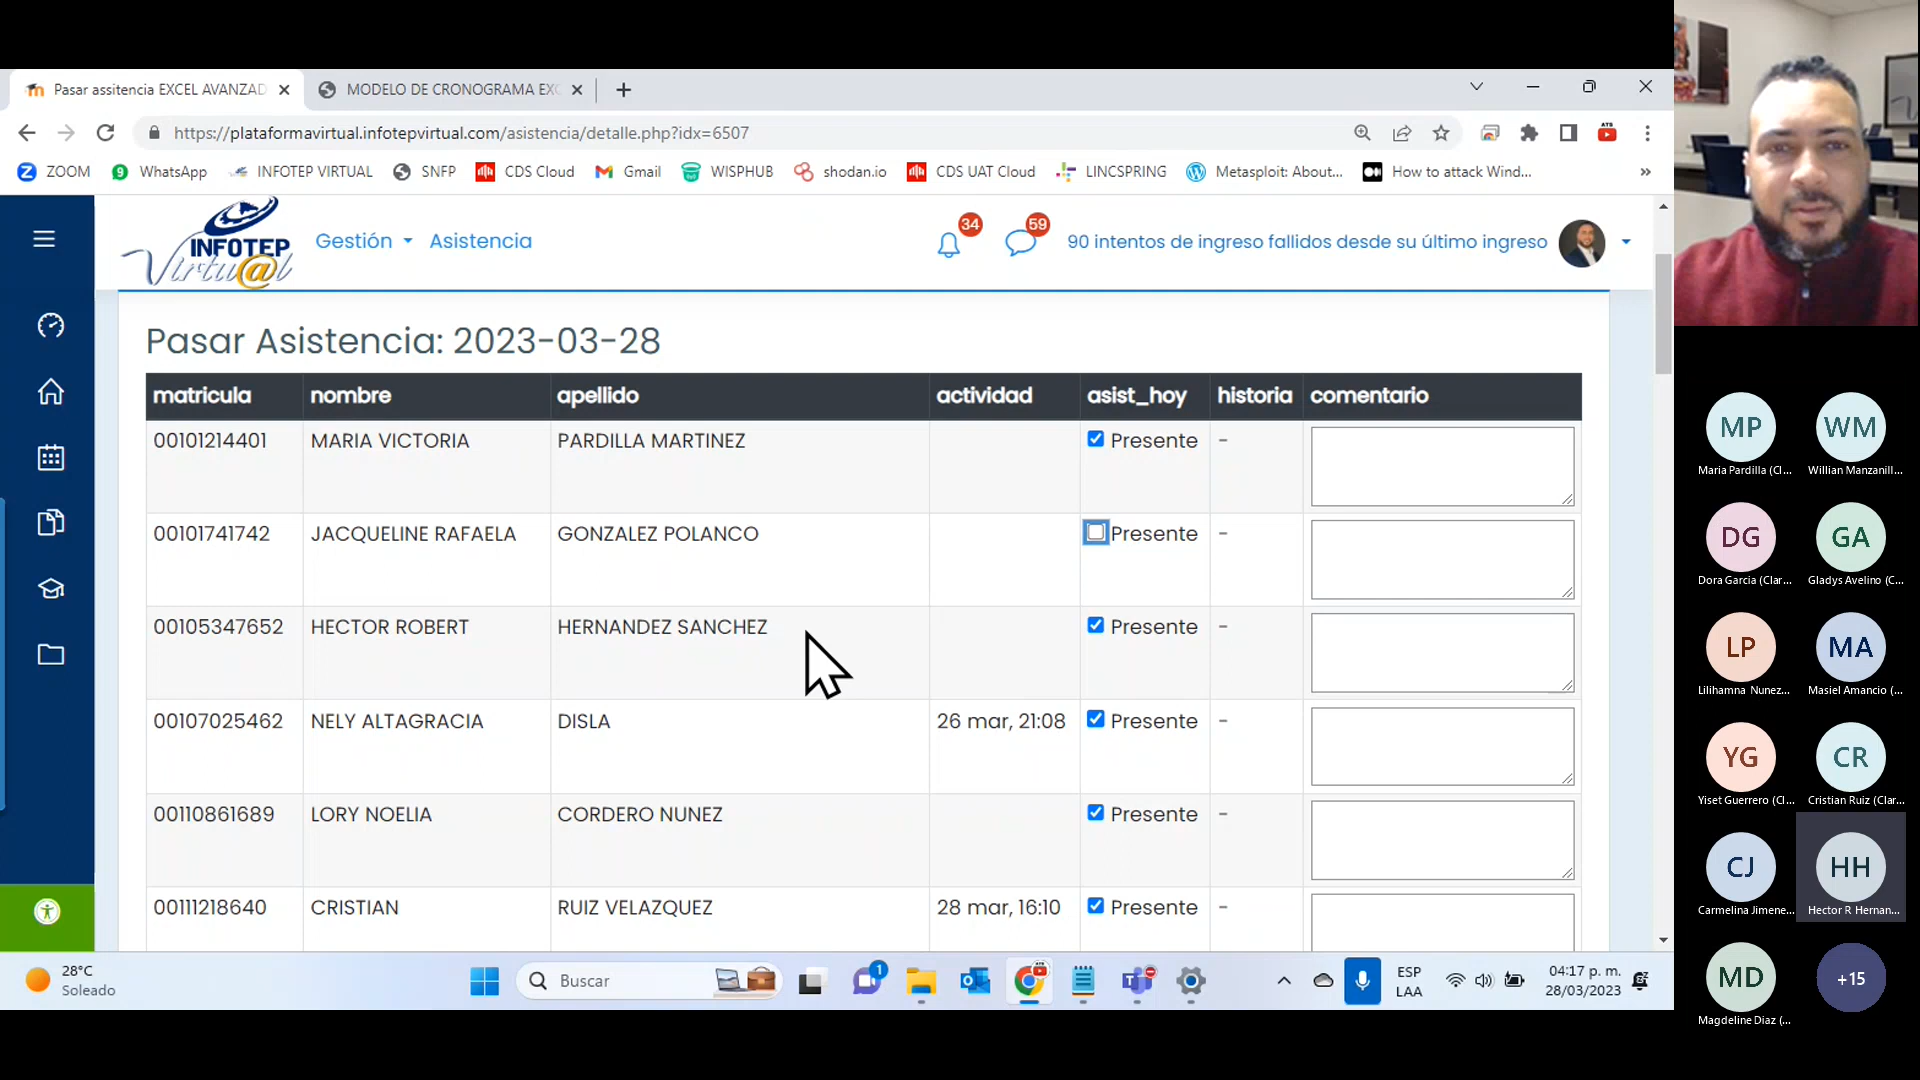 Pasar assitencia EXCEL AVANZAD
MODELO DE CRONOGRAMA EXC
https://plataformavirtual.infotepvirtual.com/asistencia/detalle.php?idx=6507
ZOOM
9
WhatsApp
INFOTEP VIRTUAL
SNFP
CDS Cloud
Gmail
WISPHUB
shodan.io
CDS UAT Cloud
LINCSPRING
Metasploit: About...
How to attack Wind...
INFOTEP
Virtu@l
Gestión
Asistencia
34
59
90 intentos de ingreso fallidos desde su último ingreso
Pasar Asistencia: 2023-03-28
matricula nombre apellido actividad asist_hoy historia comentario
00101214401 MARIA VICTORIA PARDILLA MARTINEZ Presente -
00101741742 JACQUELINE RAFAELA GONZALEZ POLANCO Presente -
00105347652 HECTOR ROBERT HERNANDEZ SANCHEZ Presente -
00107025462 NELY ALTAGRACIA DISLA 26 mar, 21:08 Presente -
00110861689 LORY NOELIA CORDERO NUNEZ Presente -
00111218640 CRISTIAN RUIZ VELAZQUEZ 28 mar, 16:10 Presente -
28°C
Soleado
Buscar
1
ESP
LAA
04:17 p. m.
28/03/2023
MP
Maria Pardilla (Cl...
WM
Willian Manzanill...
DG
Dora Garcia (Clar...
GA
Gladys Avelino (C...
LP
Lilihamna Nunez...
MA
Masiel Amancio (...
YG
Yiset Guerrero (Cl...
CR
Cristian Ruiz (Clar...
CJ
Carmelina Jimene...
HH
Hector R Hernan...
MD
Magdeline Diaz (...
+15